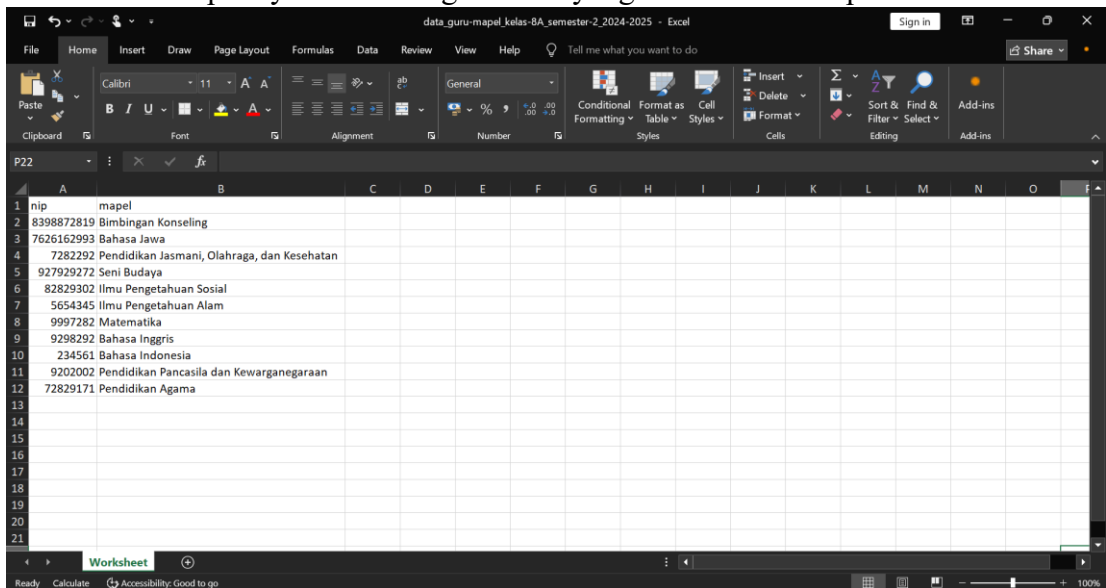 data_guru-mapel_kelas-8A_semester-2_2024-2025 - Excel
Sign in
File Home Insert Draw Page Layout Formulas Data Review View Help Tell me what you want to do
Share
Paste
Clipboard
Calibri 11 A A
B I U A
Font
ab
Alignment
General
% , .0 .00 .00 .0
Number
Conditional Formatting
Format as Table
Cell Styles
Styles
Insert
Delete
Format
Cells
Σ
Sort & Filter
Find & Select
Editing
Add-ins
Add-ins
P22 fx
A B C D E F G H I J K L M N O
1 nip mapel
2 8398872819 Bimbingan Konseling
3 7626162993 Bahasa Jawa
4 7282292 Pendidikan Jasmani, Olahraga, dan Kesehatan
5 927929272 Seni Budaya
6 82829302 Ilmu Pengetahuan Sosial
7 5654345 Ilmu Pengetahuan Alam
8 9997282 Matematika
9 9298292 Bahasa Inggris
10 234561 Bahasa Indonesia
11 9202002 Pendidikan Pancasila dan Kewarganegaraan
12 72829171 Pendidikan Agama
13
14
15
16
17
18
19
20
21
Worksheet
Ready Calculate Accessibility: Good to go 100%